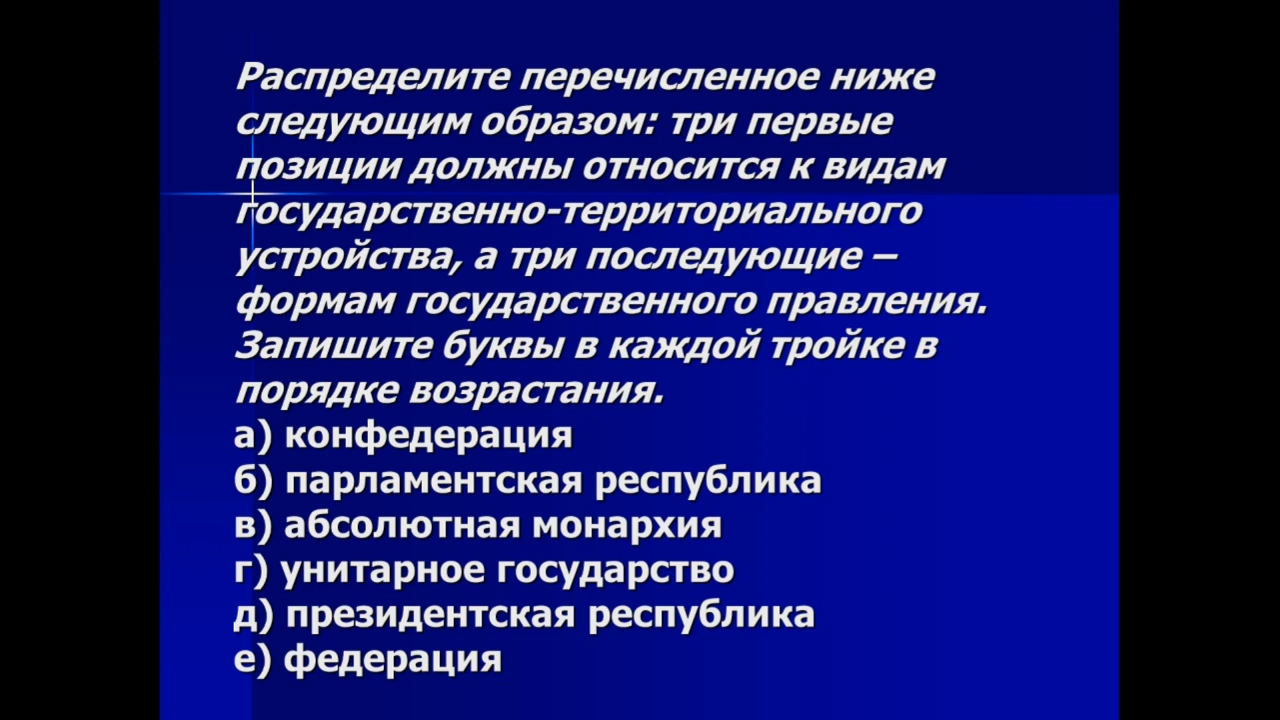 Распределите перечисленное ниже
следующим образом: три первые
позиции должны относится к видам
государственно-территориального
устройства, а три последующие –
формам государственного правления.
Запишите буквы в каждой тройке в
порядке возрастания.
а) конфедерация
б) парламентская республика
в) абсолютная монархия
г) унитарное государство
д) президентская республика
е) федерация